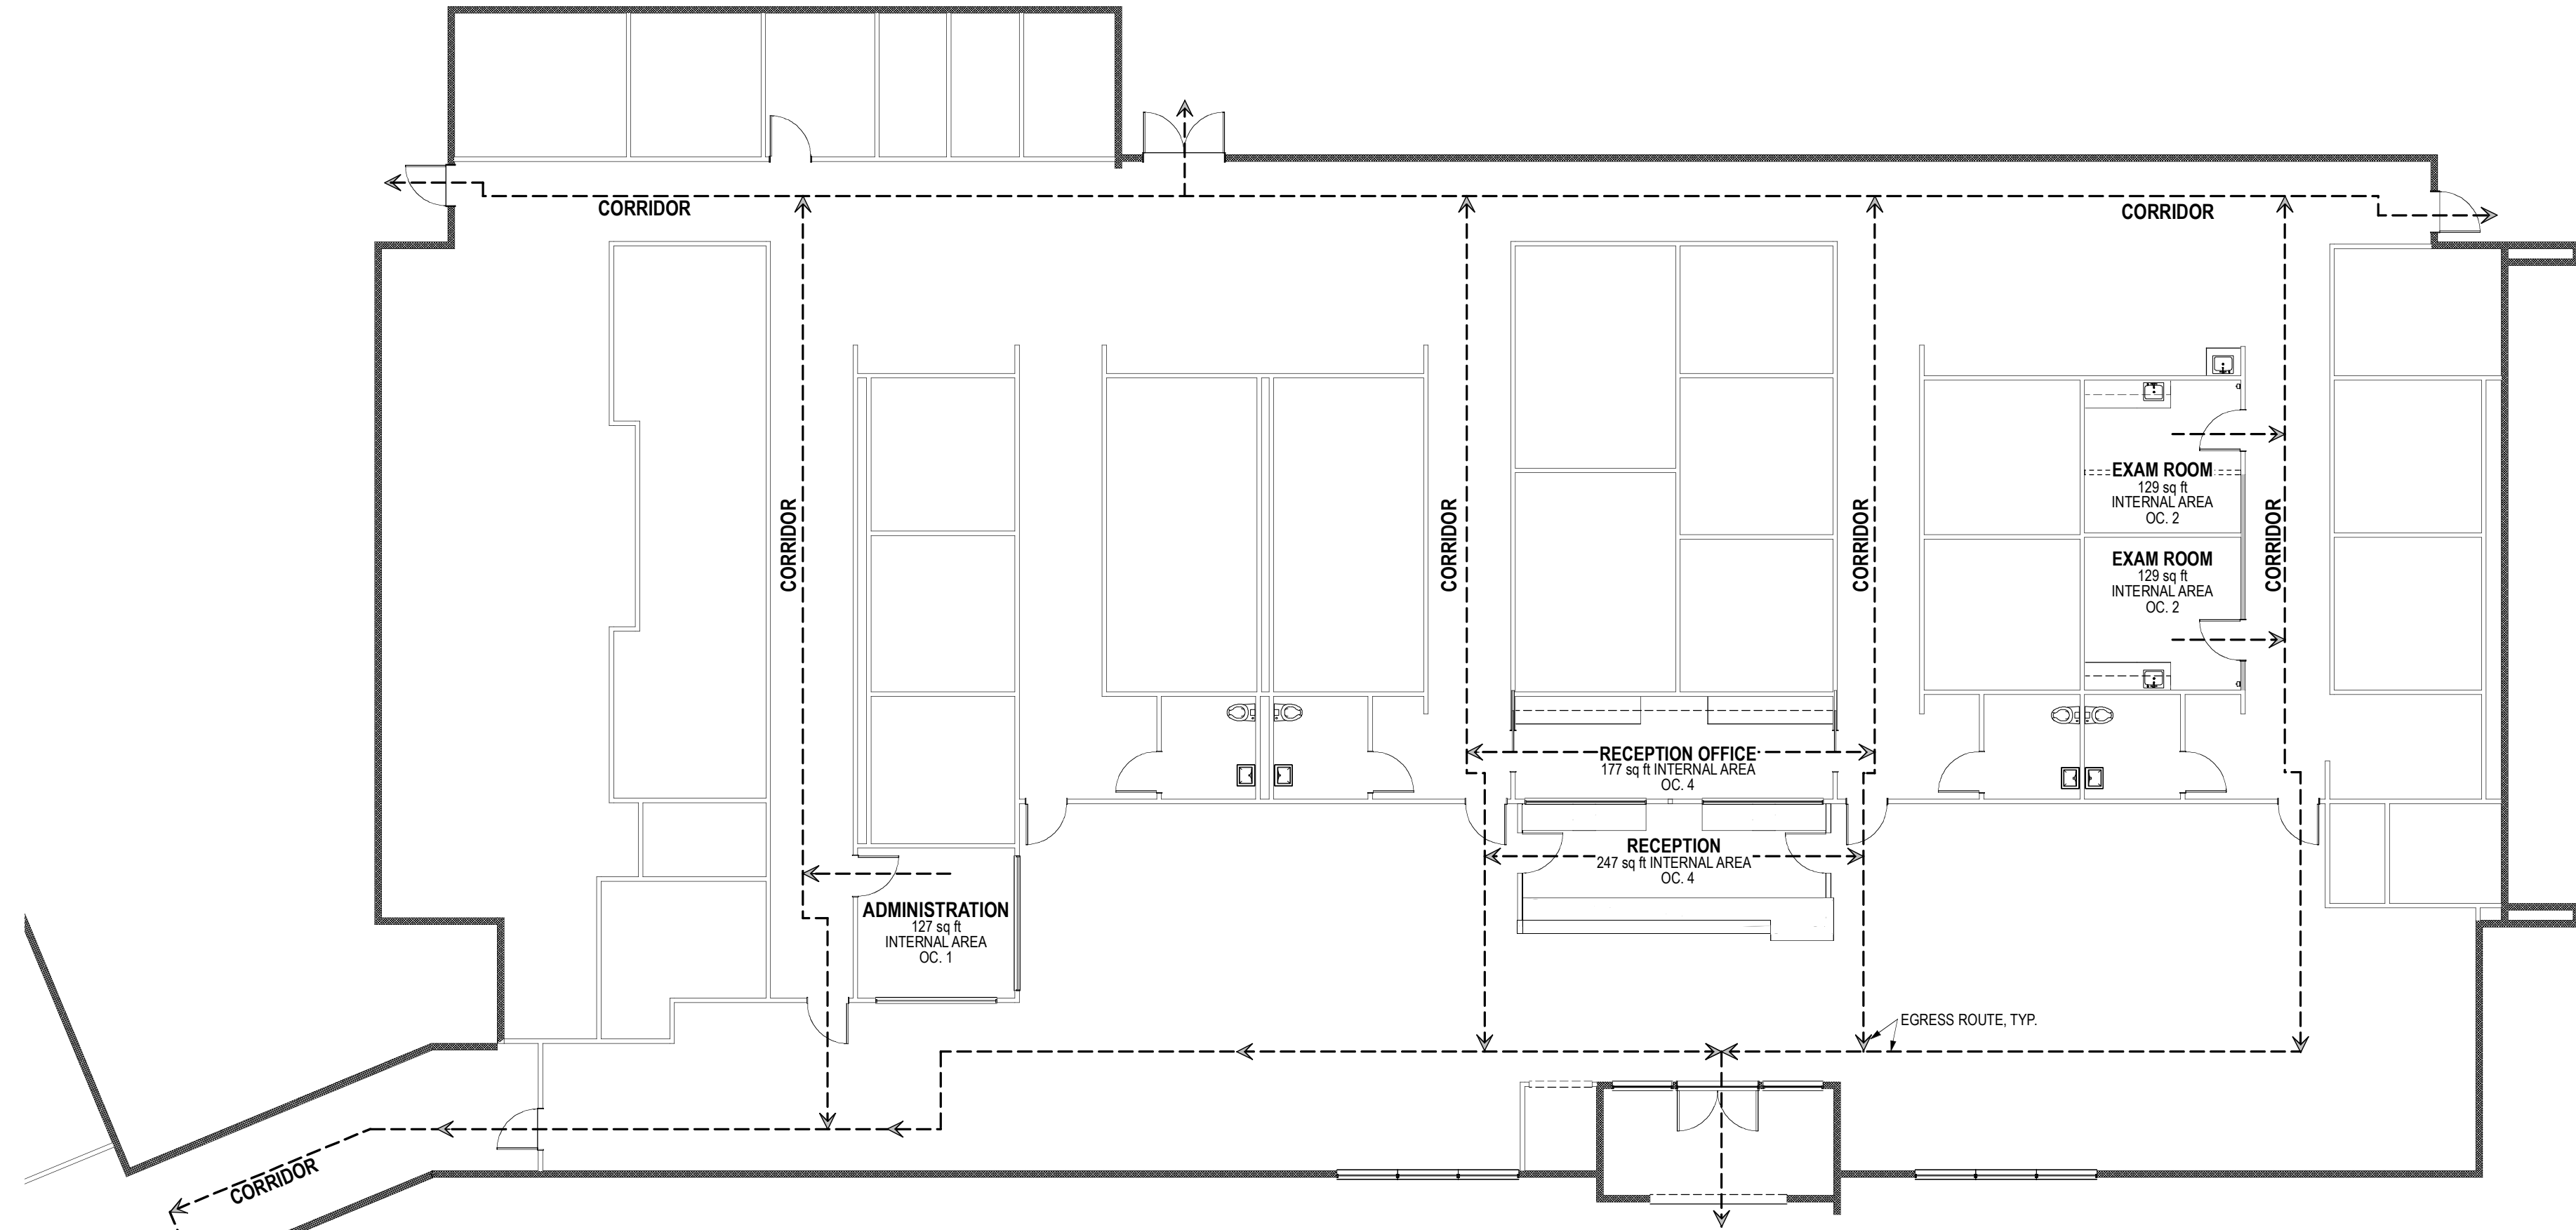 CORRIDOR
CORRIDOR
CORRIDOR
CORRIDOR
CORRIDOR
CORRIDOR
EXAM ROOM
129 sq ft
INTERNAL AREA
OC. 2
EXAM ROOM
129 sq ft
INTERNAL AREA
OC. 2
RECEPTION OFFICE
177 sq ft INTERNAL AREA
OC. 4
RECEPTION
247 sq ft INTERNAL AREA
OC. 4
ADMINISTRATION
127 sq ft
INTERNAL AREA
OC. 1
EGRESS ROUTE, TYP.
CORRIDOR